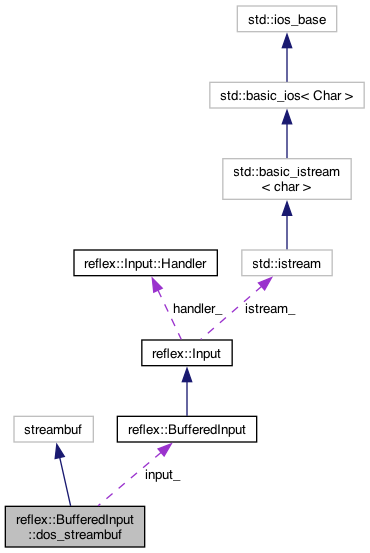 std::ios_base
std::basic_ios< Char >
std::basic_istream
< char >
reflex::Input::Handler
std::istream
handler_
istream_
reflex::Input
streambuf
reflex::BufferedInput
input_
reflex::BufferedInput
::dos_streambuf